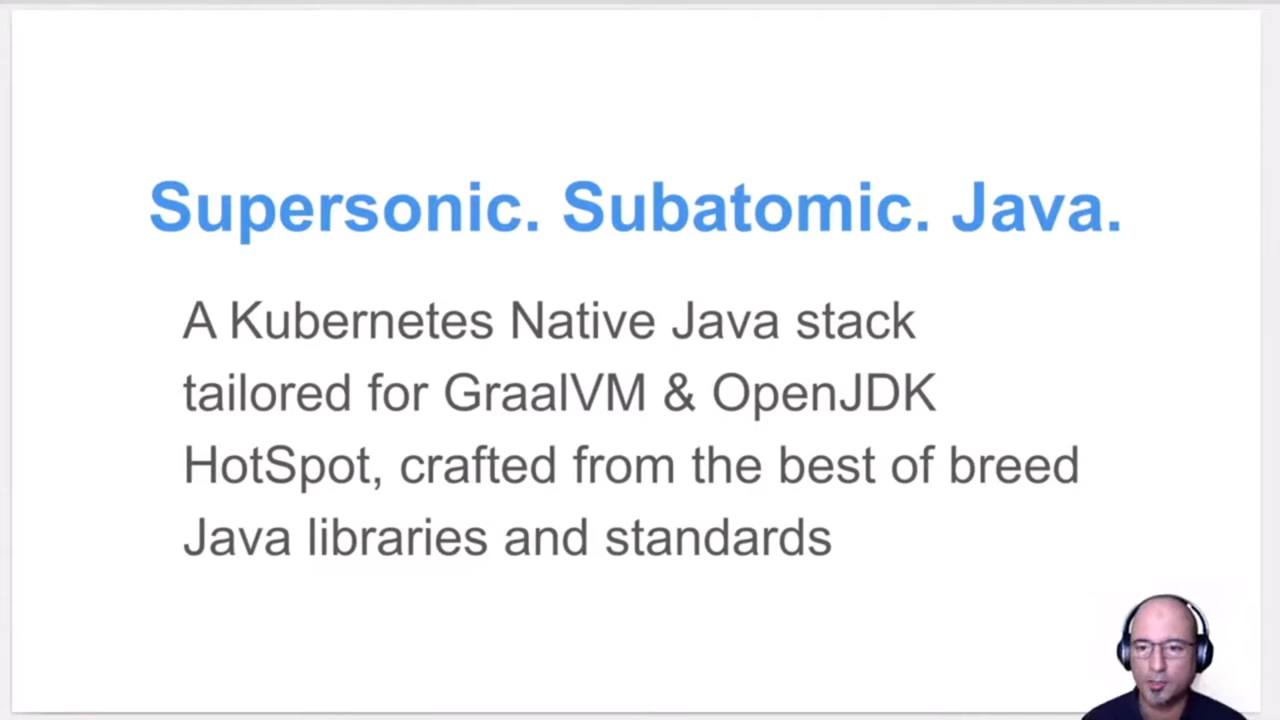 Supersonic. Subatomic. Java.
A Kubernetes Native Java stack
tailored for GraalVM & OpenJDK
HotSpot, crafted from the best of breed
Java libraries and standards